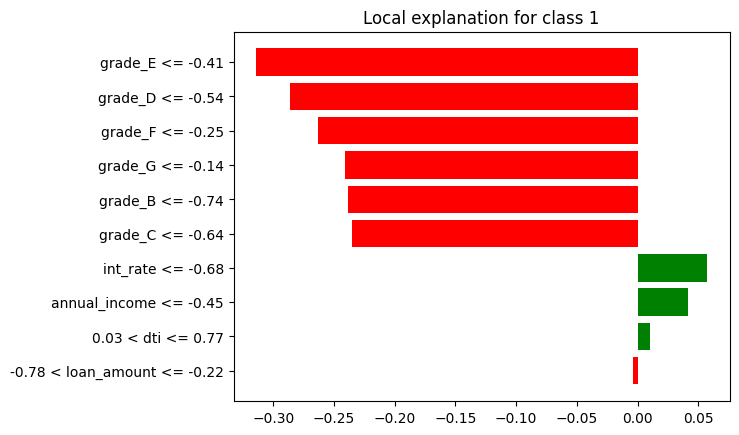 Local explanation for class 1
grade_E <= -0.41
grade_D <= -0.54
grade_F <= -0.25
grade_G <= -0.14
grade_B <= -0.74
grade_C <= -0.64
int_rate <= -0.68
annual_income <= -0.45
0.03 < dti <= 0.77
-0.78 < loan_amount <= -0.22
−0.30 −0.25 −0.20 −0.15 −0.10 −0.05 0.00 0.05